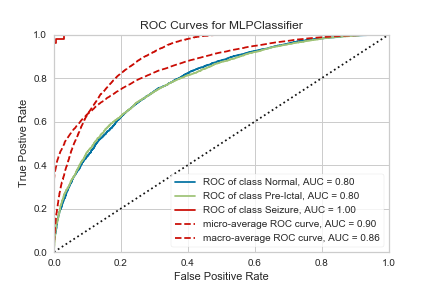 ROC Curves for MLPClassifier
1.0
0.8
0.6
0.4
0.2
0.0
True Postive Rate
ROC of class Normal, AUC = 0.80
ROC of class Pre-Ictal, AUC = 0.80
ROC of class Seizure, AUC = 1.00
micro-average ROC curve, AUC = 0.90
macro-average ROC curve, AUC = 0.86
0.0 0.2 0.4 0.6 0.8 1.0
False Positive Rate